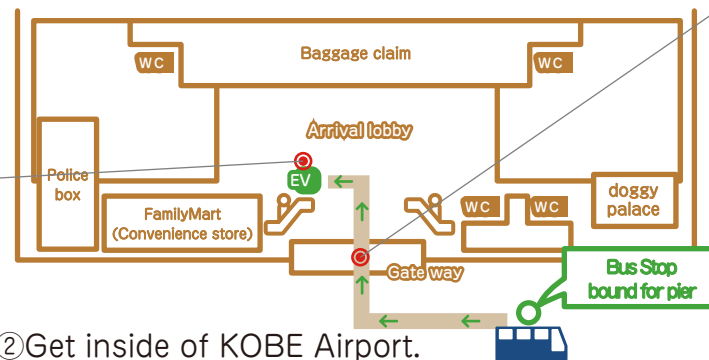 Baggage claim
WC
WC
Arrival lobby
Police
box
EV
FamilyMart
(Convenience store)
WC
WC
doggy
palace
Gate way
Bus Stop
bound for pier
②Get inside of KOBE Airport.